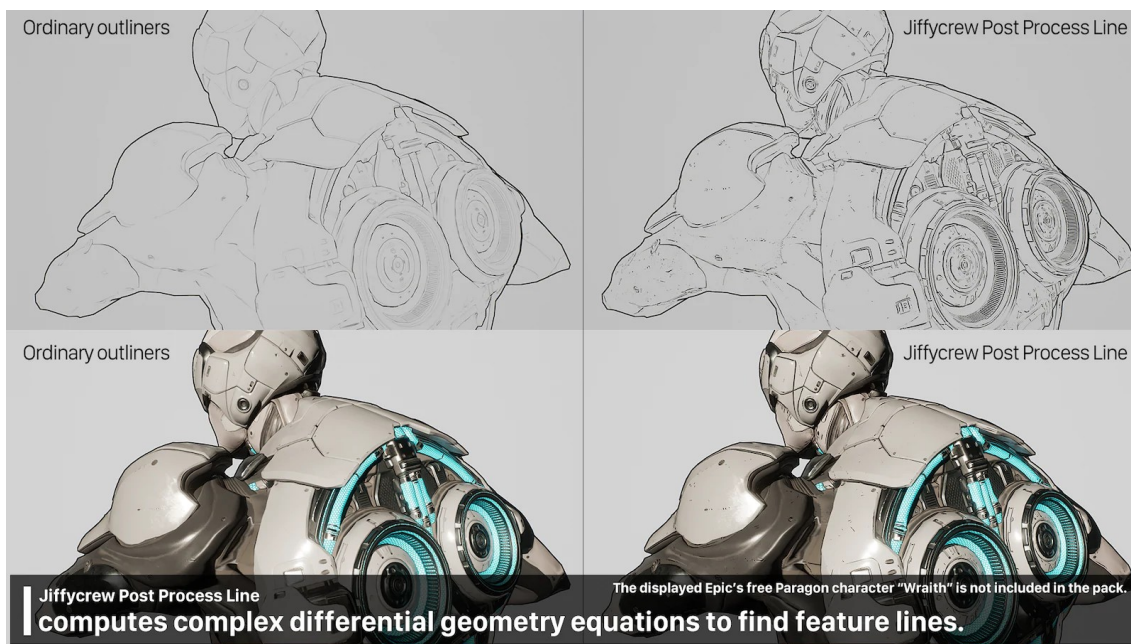 Ordinary outliners
Jiffycrew Post Process Line
Ordinary outliners
Jiffycrew Post Process Line
The displayed Epic's free Paragon character "Wraith" is not included in the pack.
Jiffycrew Post Process Line
computes complex differential geometry equations to find feature lines.